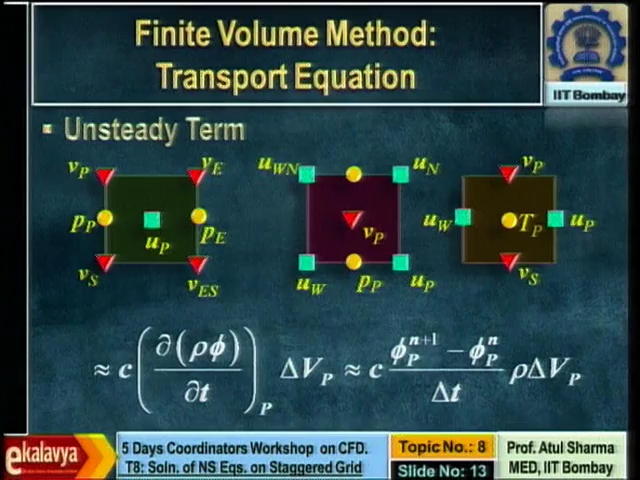 Finite Volume Method:
Transport Equation
IIT Bombay
▪ Unsteady Term
v_P v_E u_WN u_N v_P
p_P u_P p_E v_P u_W T_P u_P
v_S v_ES u_W p_P u_P v_S
≈ c (∂(ρϕ)/∂t)_P ΔV_P ≈ c (ϕ_P^{n+1} − ϕ_P^n)/Δt ρΔV_P
ekalavya
5 Days Coordinators Workshop on CFD.
T8: Soln. of NS Eqs. on Staggered Grid
Topic No.: 8
Slide No: 13
Prof. Atul Sharma
MED, IIT Bombay